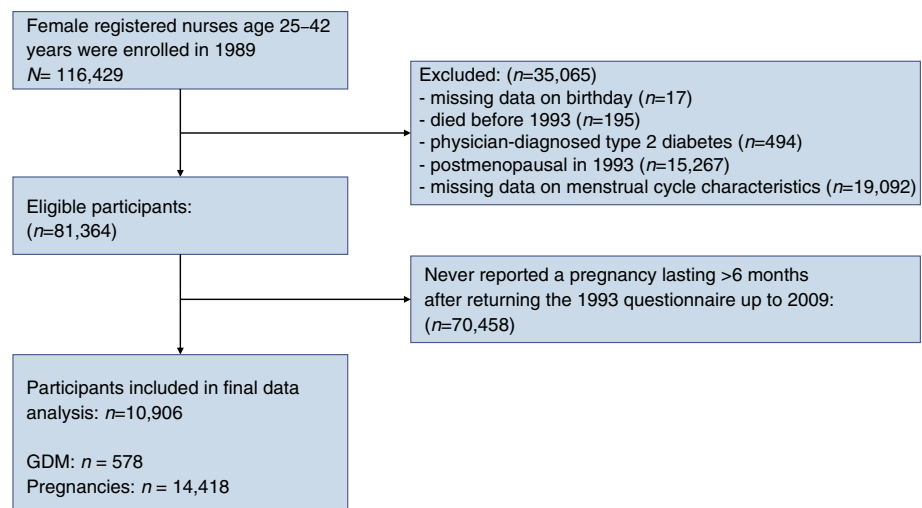 Female registered nurses age 25–42
years were enrolled in 1989
N= 116,429
Excluded: (n=35,065)
- missing data on birthday (n=17)
- died before 1993 (n=195)
- physician-diagnosed type 2 diabetes (n=494)
- postmenopausal in 1993 (n=15,267)
- missing data on menstrual cycle characteristics (n=19,092)
Eligible participants:
(n=81,364)
Never reported a pregnancy lasting >6 months
after returning the 1993 questionnaire up to 2009:
(n=70,458)
Participants included in final data
analysis: n=10,906
GDM: n = 578
Pregnancies: n = 14,418